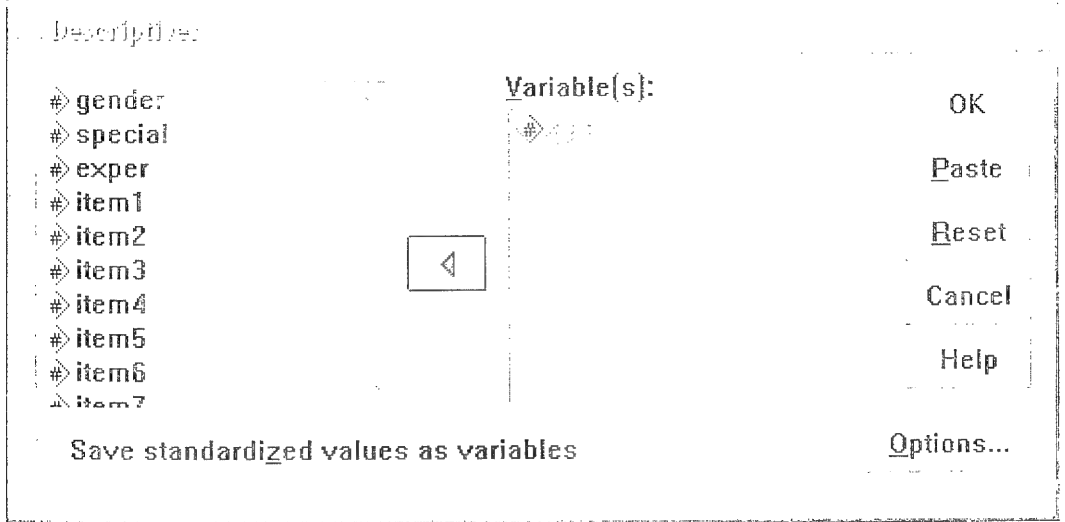 Descriptives
gender
special
exper
item1
item2
item3
item4
item5
item6
item7
Variable(s):
OK
Paste
Reset
Cancel
Help
Save standardized values as variables
Options...